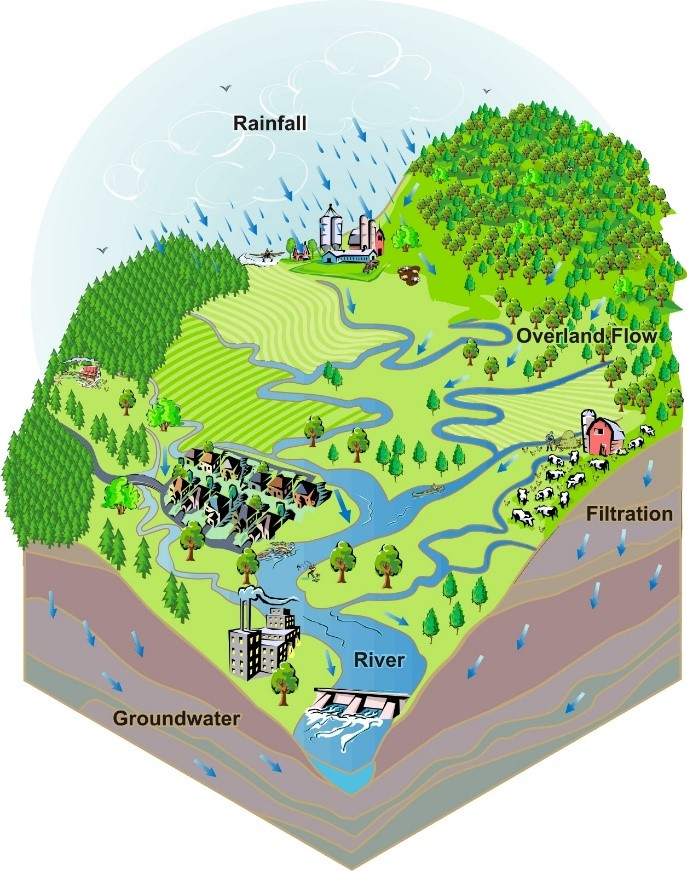 Rainfall
Overland Flow
Filtration
River
Groundwater